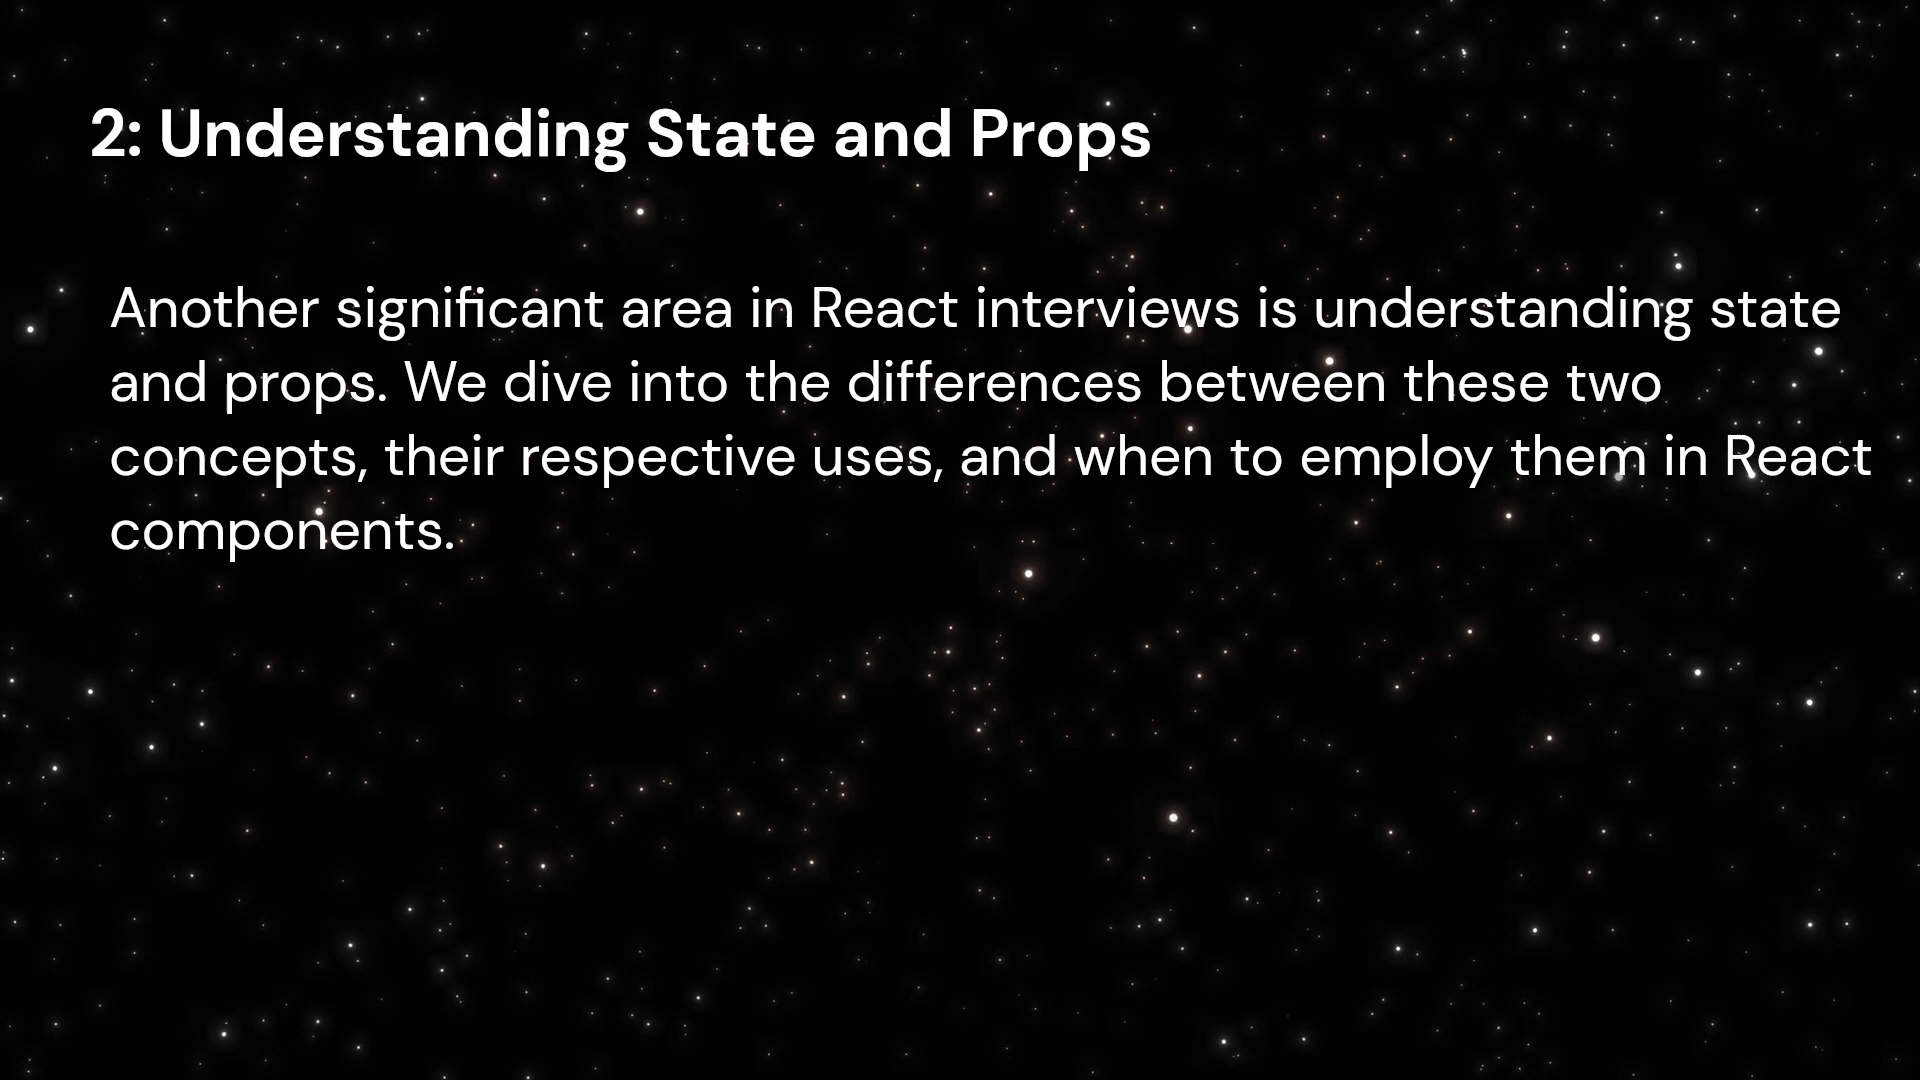 2: Understanding State and Props
Another significant area in React interviews is understanding state
and props. We dive into the differences between these two
concepts, their respective uses, and when to employ them in React
components.